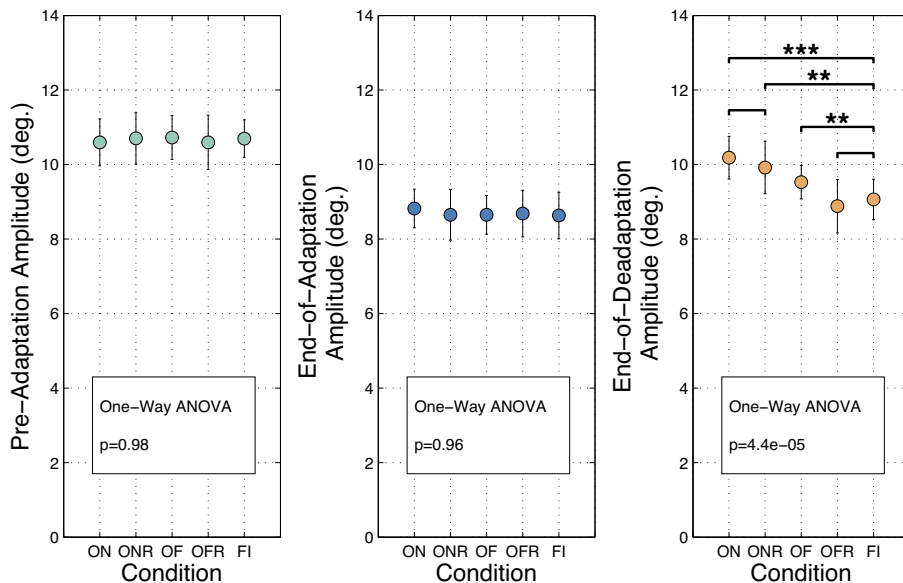 Pre−Adaptation Amplitude (deg.)
14
12
10
8
6
4
2
0
One−Way ANOVA
p=0.98
ON ONR OF OFR FI
Condition
End−of−Adaptation
Amplitude (deg.)
14
12
10
8
6
4
2
0
One−Way ANOVA
p=0.96
ON ONR OF OFR FI
Condition
End−of−Deadaptation
Amplitude (deg.)
14
12
10
8
6
4
2
0
***
**
**
One−Way ANOVA
p=4.4e−05
ON ONR OF OFR FI
Condition